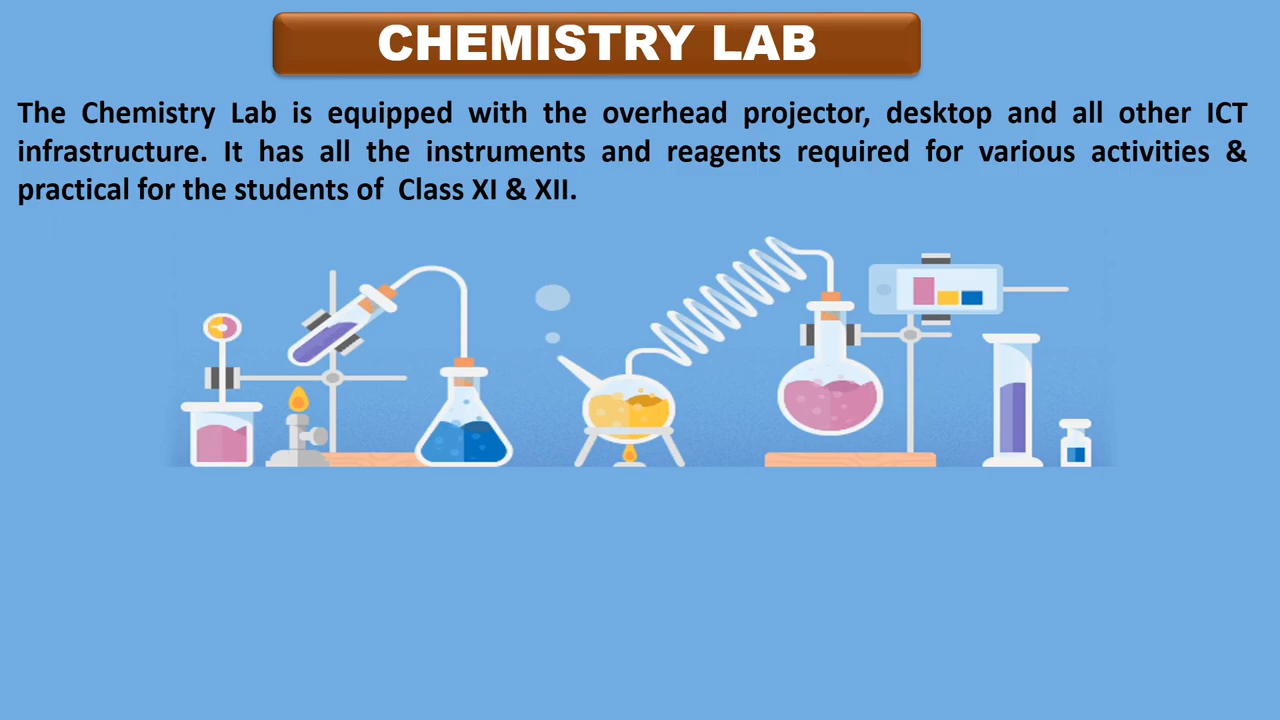 CHEMISTRY LAB
The Chemistry Lab is equipped with the overhead projector, desktop and all other ICT
infrastructure. It has all the instruments and reagents required for various activities &
practical for the students of  Class XI & XII.